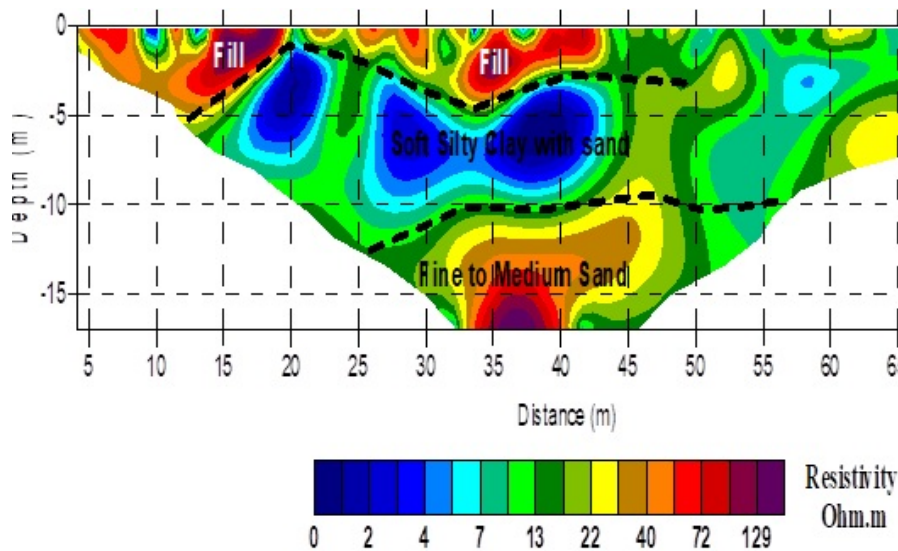 0
-5
-10
-15
Depth (m)
Fill
Fill
Soft Silty Clay with sand
Fine to Medium Sand
5 10 15 20 25 30 35 40 45 50 55 60 65
Distance (m)
0 2 4 7 13 22 40 72 129
Resistivity
Ohm.m